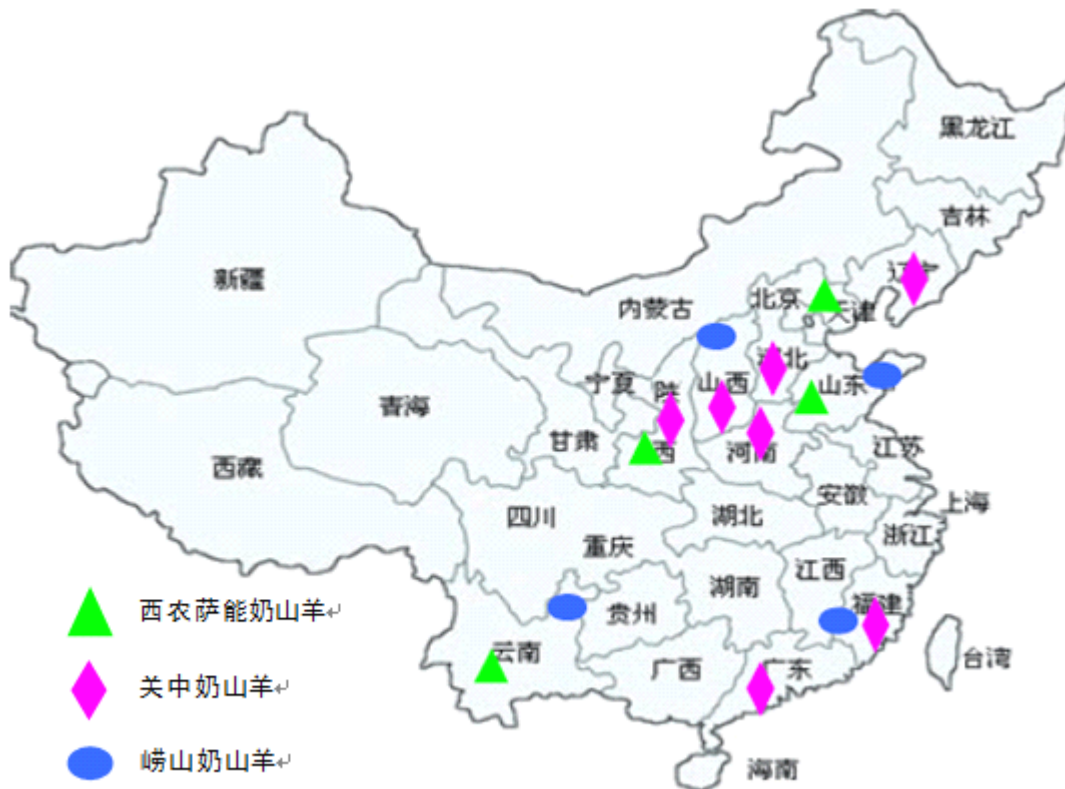 黑龙江
吉林
辽宁
新疆
内蒙古
北京
天津
河北
宁夏
陕
山西
山东
青海
甘肃
西
河南
江苏
西藏
安徽
上海
四川
湖北
浙江
重庆
江西
湖南
福建
贵州
云南
广西
广东
台湾
海南
西农萨能奶山羊
关中奶山羊
崂山奶山羊